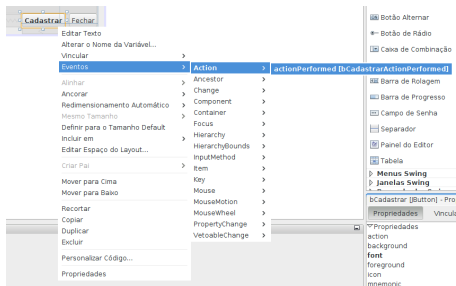 Cadastrar Fechar
Editar Texto
Alterar o Nome da Variável...
Vincular
Eventos
Alinhar
Ancorar
Redimensionamento Automático
Mesmo Tamanho
Definir para o Tamanho Default
Incluir em
Editar Espaço do Layout...
Criar Pai
Mover para Cima
Mover para Baixo
Recortar
Copiar
Duplicar
Excluir
Personalizar Código...
Propriedades
Action
Ancestor
Change
Component
Container
Focus
Hierarchy
HierarchyBounds
InputMethod
Item
Key
Mouse
MouseMotion
MouseWheel
PropertyChange
VetoableChange
actionPerformed [bCadastrarActionPerformed]
Botão Alternar
Botão de Rádio
Caixa de Combinação
Barra de Rolagem
Barra de Progresso
Campo de Senha
Separador
Painel do Editor
Tabela
Menus Swing
Janelas Swing
bCadastrar [JButton] - Pro
Propriedades Vincula
Propriedades
action
background
font
foreground
icon
mnemonic